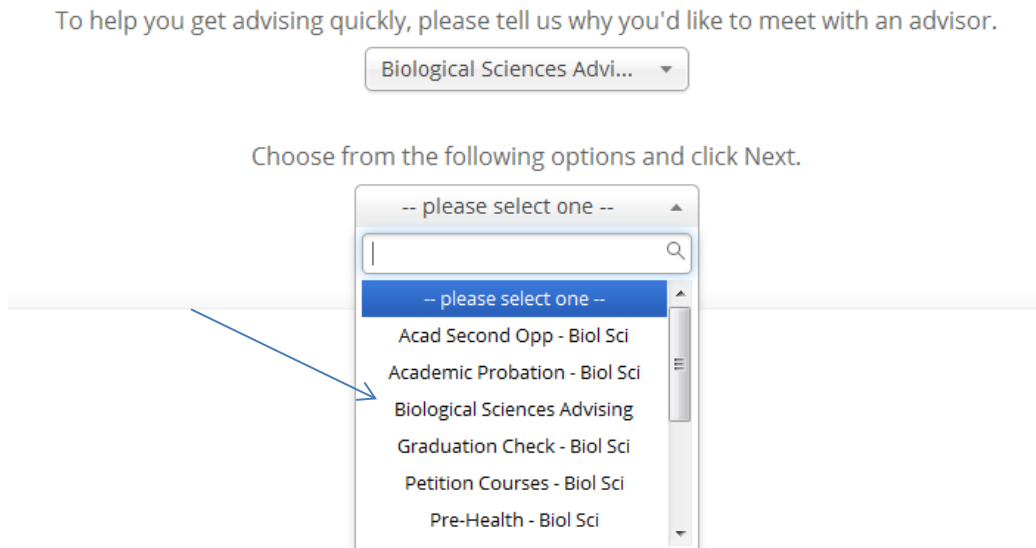 To help you get advising quickly, please tell us why you'd like to meet with an advisor.
Biological Sciences Advi...
Choose from the following options and click Next.
-- please select one --
-- please select one --
Acad Second Opp - Biol Sci
Academic Probation - Biol Sci
Biological Sciences Advising
Graduation Check - Biol Sci
Petition Courses - Biol Sci
Pre-Health - Biol Sci